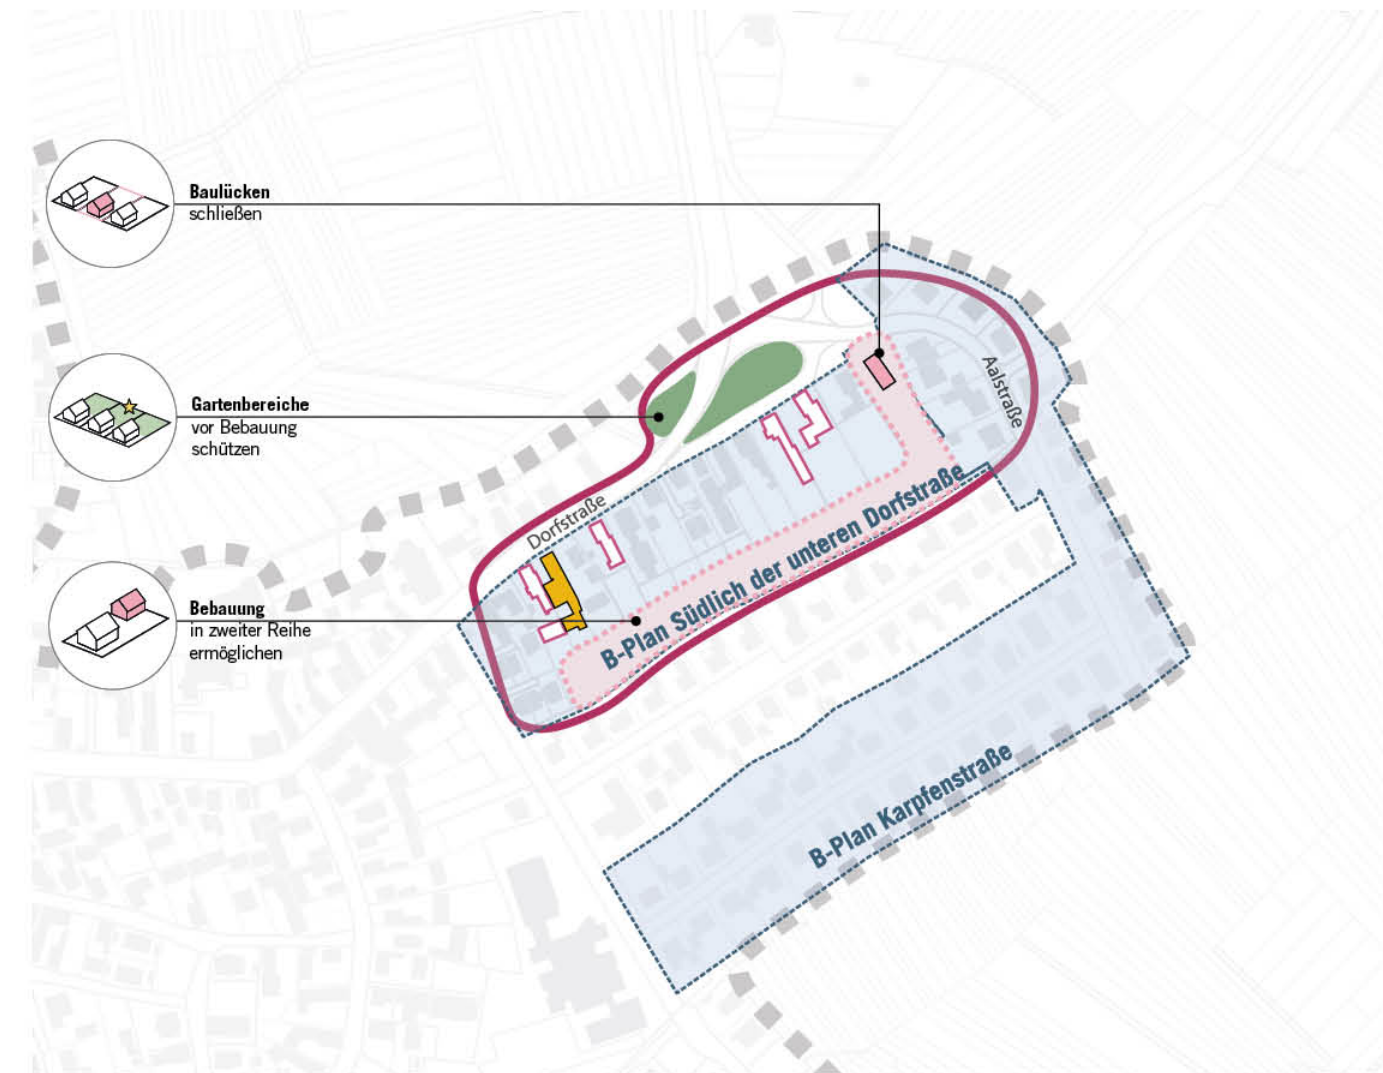 Baulücken
schließen
Gartenbereiche
vor Bebauung
schützen
Bebauung
in zweiter Reihe
ermöglichen
Dorfstraße
Aalstraße
B-Plan Südlich der unteren Dorfstraße
B-Plan Karpfenstraße